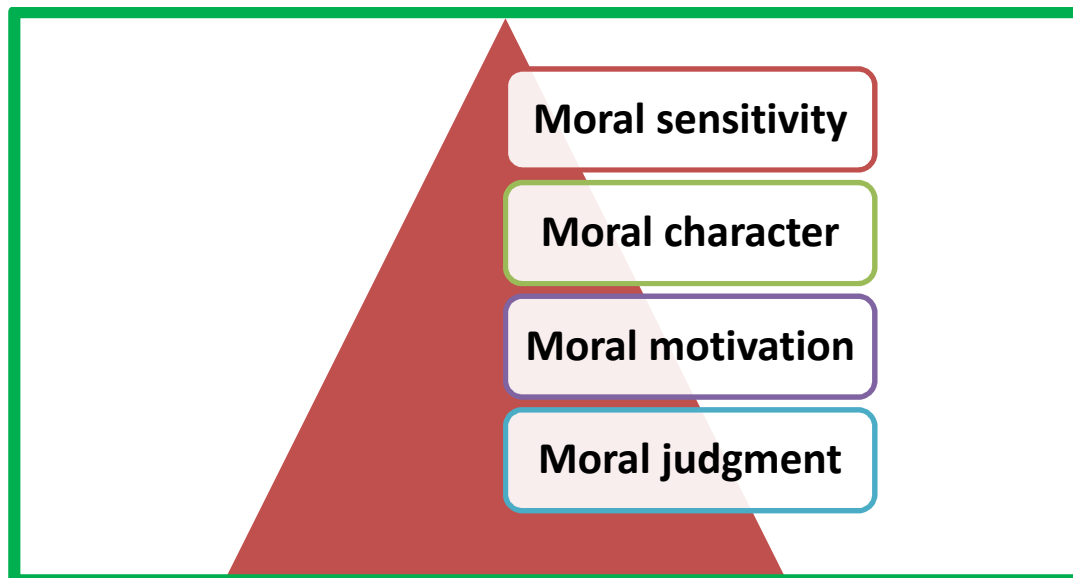 Moral sensitivity
Moral character
Moral motivation
Moral judgment